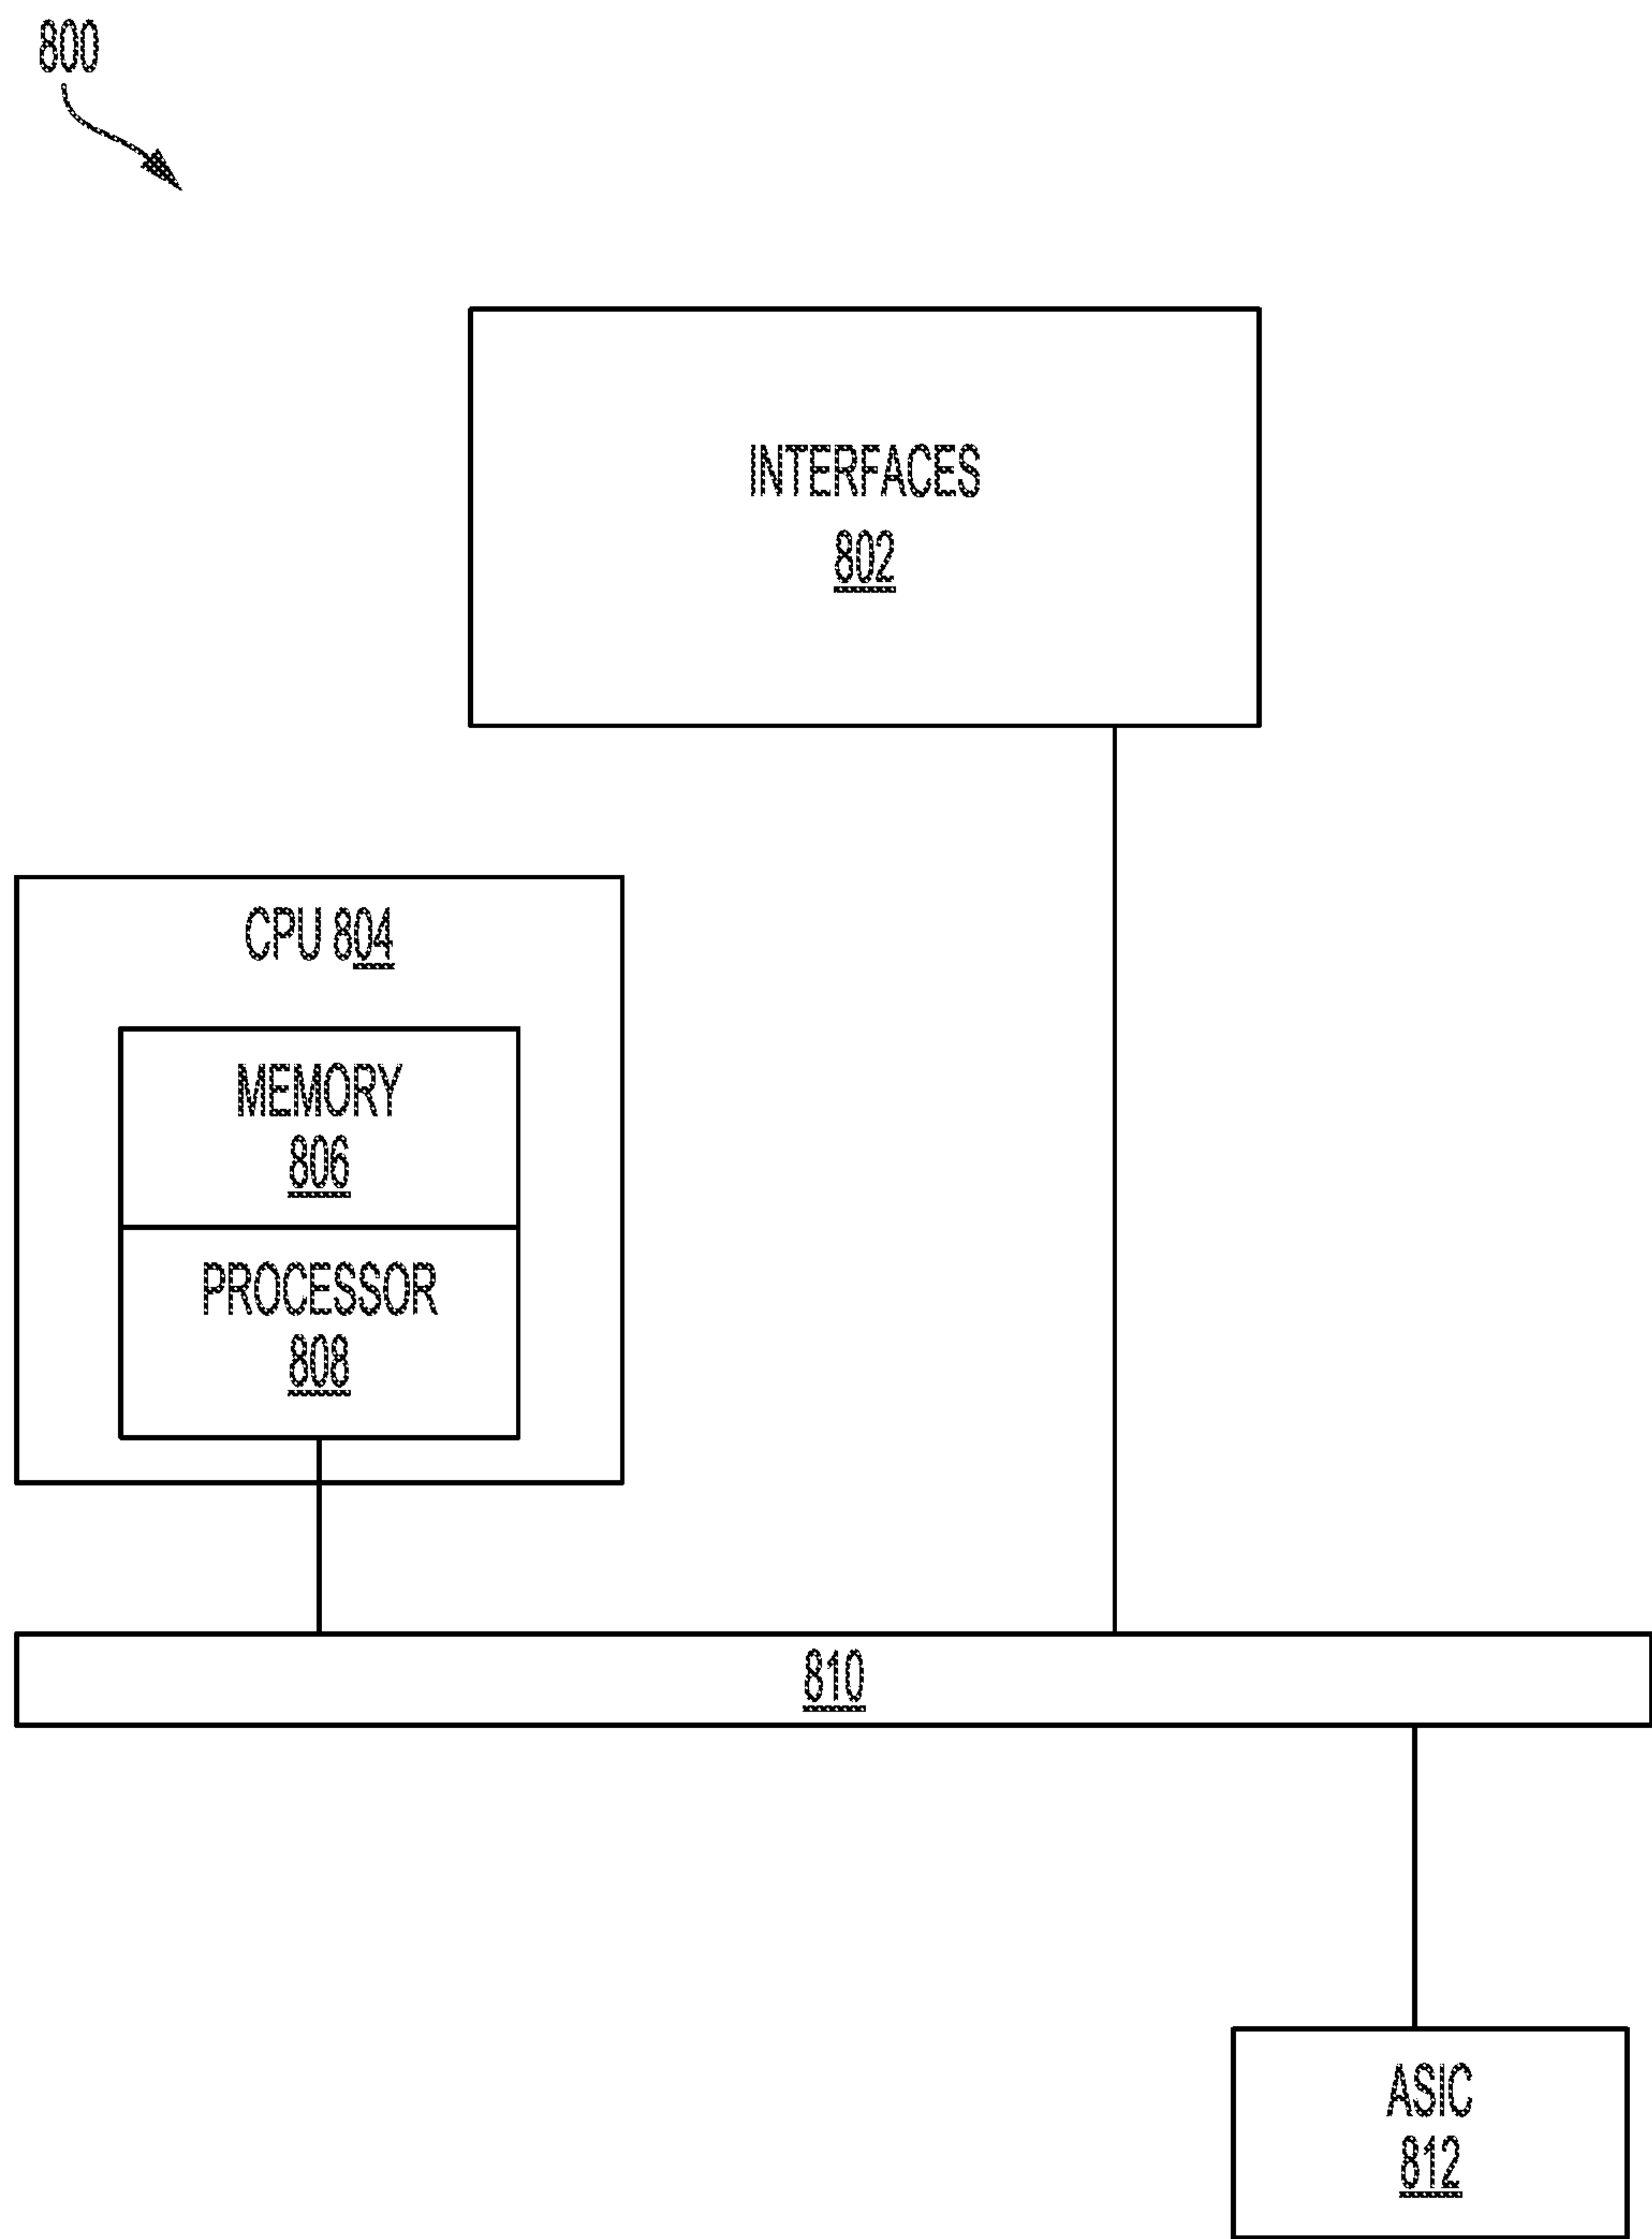 800
INTERFACES
802
CPU 804
MEMORY
806
PROCESSOR
808
810
ASIC
812